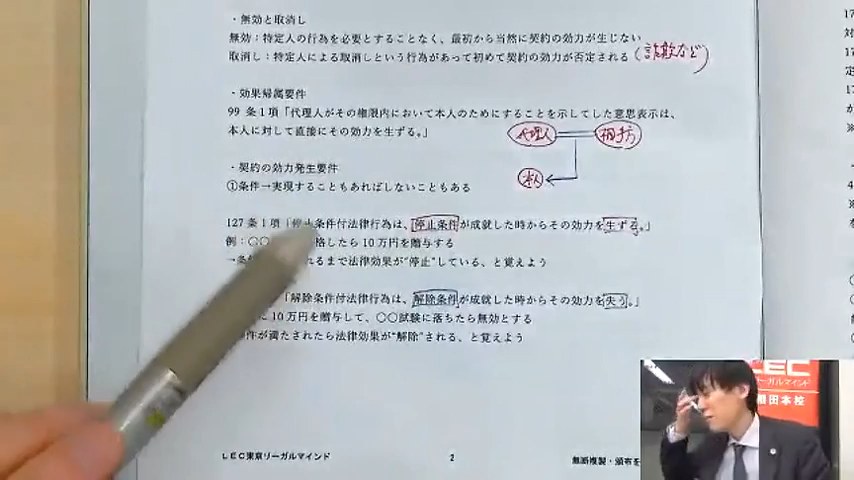 ・無効と取消し
無効：特定人の行為を必要とすることなく、最初から当然に契約の効力が生じない
取消し：特定人による取消しという行為があって初めて契約の効力が否定される（詐欺など）
・効果帰属要件
99 条 1 項「代理人がその権限内において本人のためにすることを示してした意思表示は、
本人に対して直接にその効力を生ずる。」
代理人 相手方
本人
・契約の効力発生要件
①条件→実現することもあればしないこともある
127 条 1 項「停止条件付法律行為は、停止条件が成就した時からその効力を生ずる。」
例：〇〇 格したら 10 万円を贈与する
→条 れるまで法律効果が“停止”している、と覚えよう
「解除条件付法律行為は、解除条件が成就した時からその効力を失う。」
に 10 万円を贈与して、〇〇試験に落ちたら無効とする
件が満たされたら法律効果が“解除”される、と覚えよう
LEC東京リーガルマインド
2
無断複製・頒布を
17
対
17
定
17
か
※
4
※
LEC
リーガルマインド
田本校